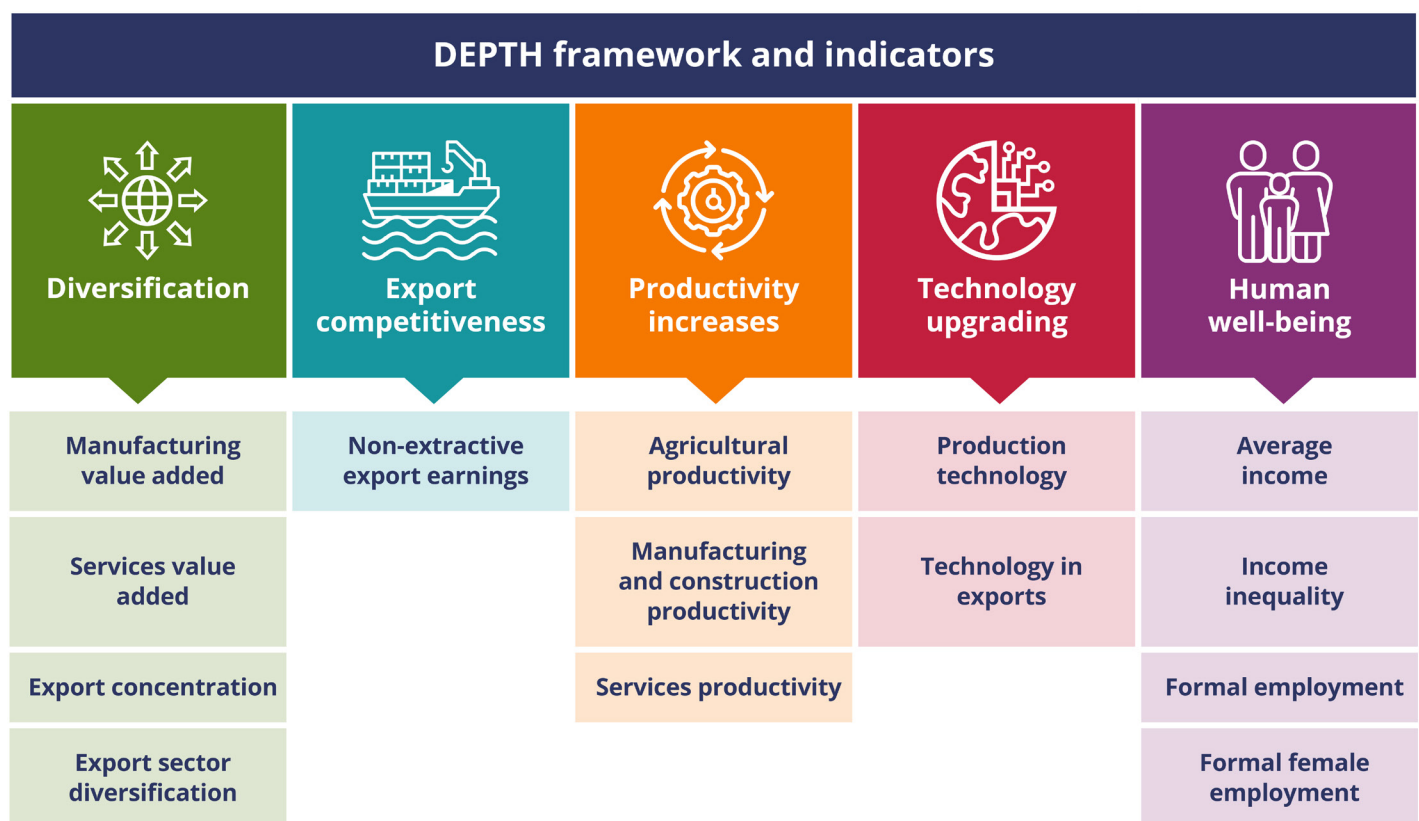 DEPTH framework and indicators
Diversification
Export
competitiveness
Productivity
increases
Technology
upgrading
Human
well-being
Manufacturing
value added
Non-extractive
export earnings
Agricultural
productivity
Production
technology
Average
income
Services value
added
Manufacturing
and construction
productivity
Technology in
exports
Income
inequality
Export concentration
Services productivity
Formal employment
Export sector
diversification
Formal female
employment